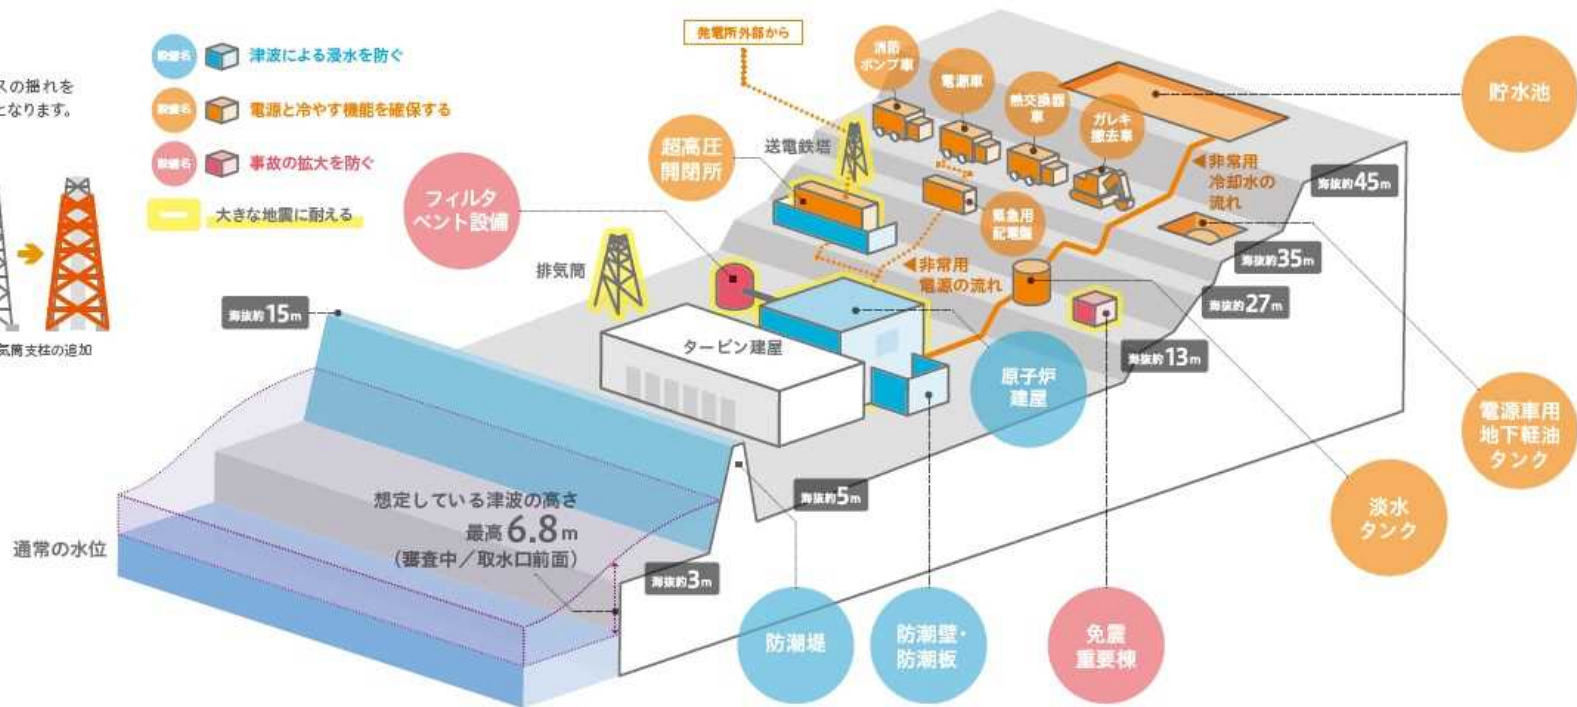 スの揺れを
となります。
気筒支柱の追加
設備名 津波による浸水を防ぐ
設備名 電源と冷やす機能を確保する
設備名 事故の拡大を防ぐ
大きな地震に耐える
発電所外部から
消防
ポンプ車
電源車
熱交換器
車
ガレキ
撤去車
貯水池
超高圧
開閉所
送電鉄塔
フィルタ
ベント設備
排気筒
緊急用
配電盤
◀非常用
冷却水の
流れ
海抜約45m
海抜約35m
海抜約27m
海抜約13m
◀非常用
電源の流れ
海抜約15m
タービン建屋
原子炉
建屋
電源車用
地下軽油
タンク
淡水
タンク
海抜約5m
想定している津波の高さ
最高6.8m
(審査中/取水口前面)
通常の水位
海抜約3m
防潮堤
防潮壁・
防潮板
免震
重要棟